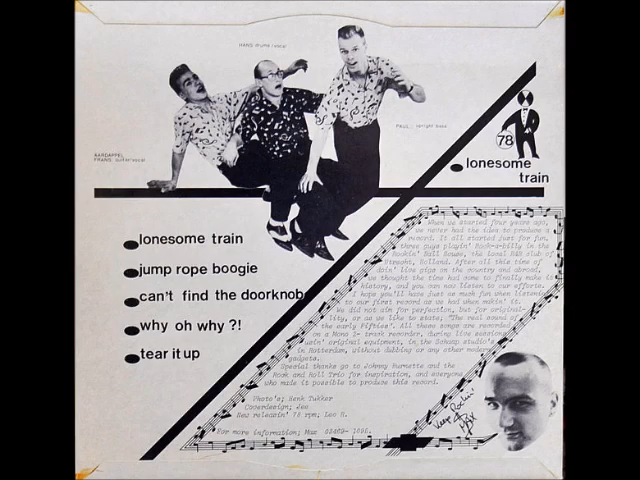 HANS drums/vocal
AARDAPPEL
FRANS guitar/vocal
PAUL, upright bass
78
lonesome
train
lonesome train
jump rope boogie
can't find the doorknob
why oh why ?!
tear it up
When we started four years ago,
we never had the idea to produce a
record. It all started just for fun,
three guys playin' Rock-a-billy in the
Rockin' Bull House, the local R&R club of
Utrecht, Holland. After all this time of
doin' live gigs on the country and abroad,
we thought the time had come to finally make
history, and you can now listen to our efforts.
I hope you'll have just as much fun when listening
to our first record as we had when makin' it.
We did not aim for perfection, but for original-
lity, or as we like to state; "The real sound of
the early Fifties". All these songs are recorded
on a Mono 2- track recorder, during live sessions
usin' original equipment, in the studio's
in Rotterdam, without dubbing or any other modern
gadgets.
Special thanks go to Johnny Burnette and the
Rock and Roll Trio for inspiration, and everyone
who made it possible to produce this record.
Photo's; Henk Tukker
Coverdesign; Jee
New releasin' 78 rpm; Leo S.
For more information; Max 03469- 1098.
Keep Rockin'